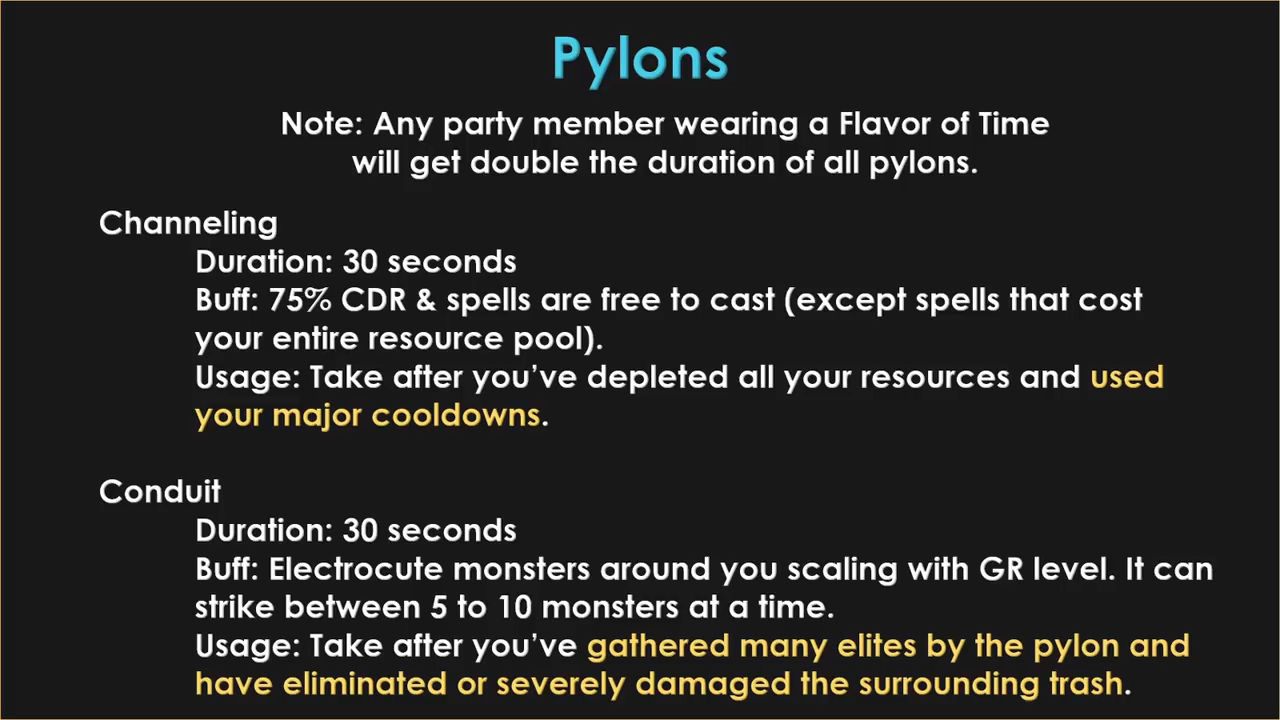 Pylons
Note: Any party member wearing a Flavor of Time
will get double the duration of all pylons.
Channeling
Duration: 30 seconds
Buff: 75% CDR & spells are free to cast (except spells that cost
your entire resource pool).
Usage: Take after you’ve depleted all your resources and used
your major cooldowns.
Conduit
Duration: 30 seconds
Buff: Electrocute monsters around you scaling with GR level. It can
strike between 5 to 10 monsters at a time.
Usage: Take after you’ve gathered many elites by the pylon and
have eliminated or severely damaged the surrounding trash.